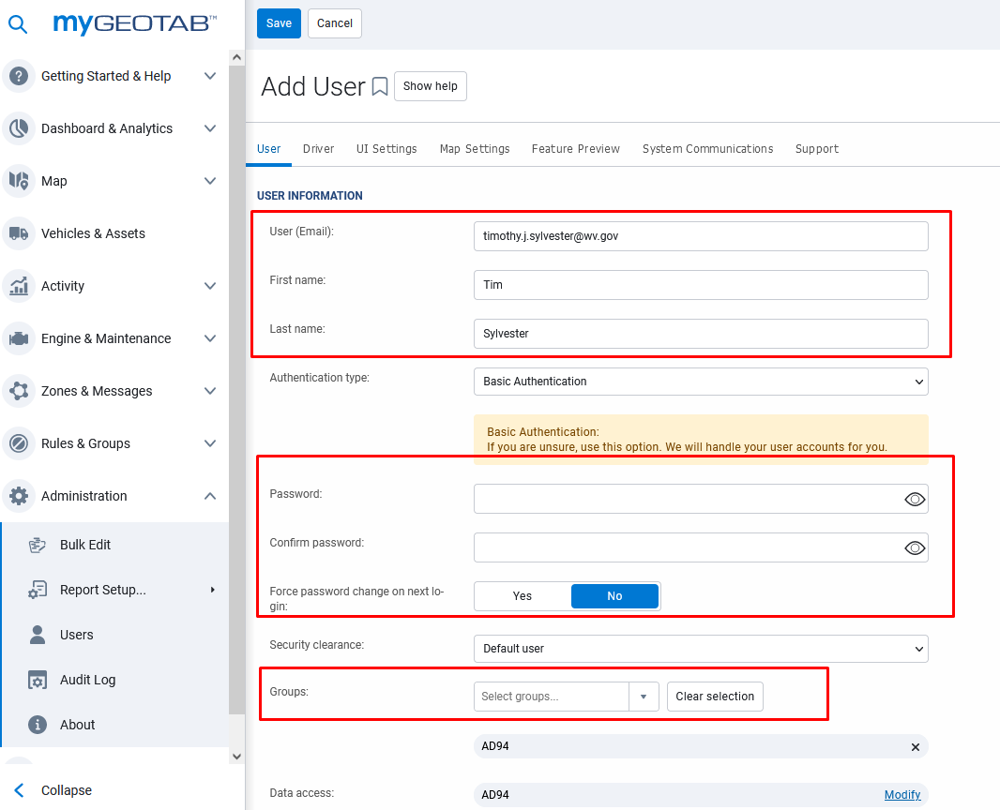 myGEOTAB™
Getting Started & Help
Dashboard & Analytics
Map
Vehicles & Assets
Activity
Engine & Maintenance
Zones & Messages
Rules & Groups
Administration
Bulk Edit
Report Setup...
Users
Audit Log
About
Collapse
Save Cancel
Add User Show help
User Driver UI Settings Map Settings Feature Preview System Communications Support
USER INFORMATION
User (Email): timothy.j.sylvester@wv.gov
First name: Tim
Last name: Sylvester
Authentication type: Basic Authentication
Basic Authentication:
If you are unsure, use this option. We will handle your user accounts for you.
Password:
Confirm password:
Force password change on next lo-
gin: Yes No
Security clearance: Default user
Groups: Select groups... Clear selection
AD94
Data access: AD94 Modify